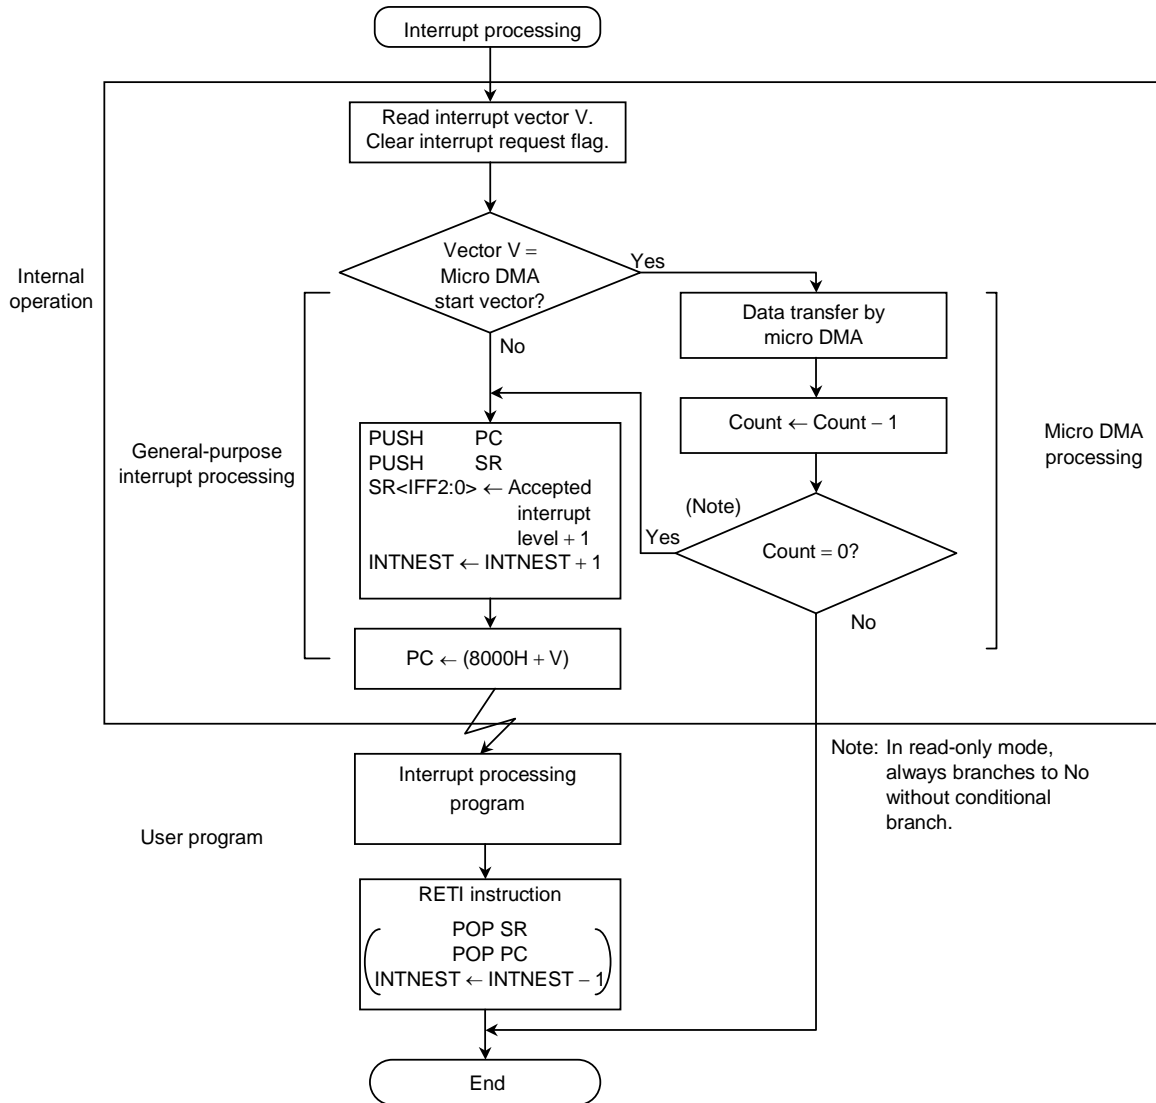 Interrupt processing
Read interrupt vector V.
Clear interrupt request flag.
Vector V =
Micro DMA
start vector?
Yes
No
Internal
operation
Data transfer by
micro DMA
Count ← Count − 1
Micro DMA
processing
General-purpose
interrupt processing
PUSH PC
PUSH SR
SR<IFF2:0> ← Accepted
interrupt
level + 1
INTNEST ← INTNEST + 1
(Note)
Yes
Count = 0?
No
PC ← (8000H + V)
Note: In read-only mode,
always branches to No
without conditional
branch.
Interrupt processing
program
User program
RETI instruction
POP SR
POP PC
INTNEST ← INTNEST − 1
End